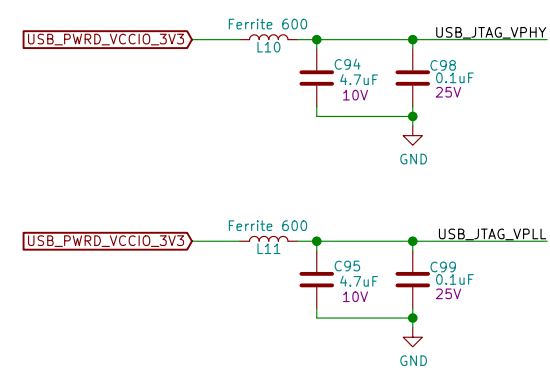 Ferrite 600
USB_PWRD_VCCIO_3V3
L10
USB_JTAG_VPHY
C94
4.7uF
10V
C98
0.1uF
25V
GND
Ferrite 600
USB_PWRD_VCCIO_3V3
L11
USB_JTAG_VPLL
C95
4.7uF
10V
C99
0.1uF
25V
GND